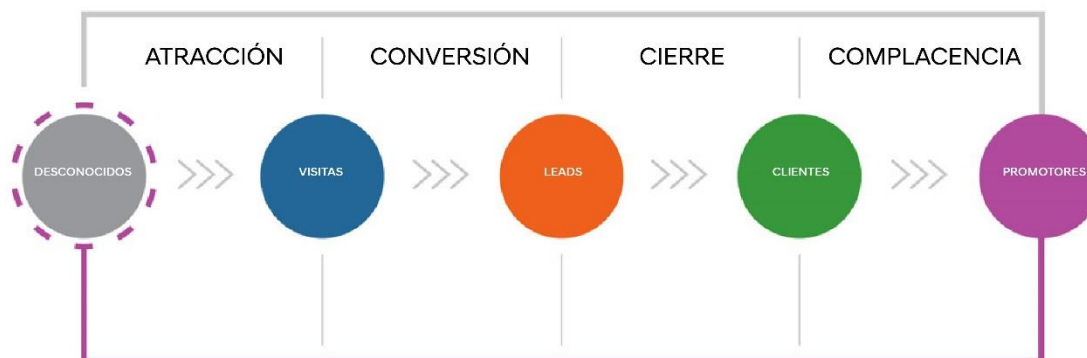 ATRACCIÓN
CONVERSIÓN
CIERRE
COMPLACENCIA
DESCONOCIDOS
VISITAS
LEADS
CLIENTES
PROMOTORES